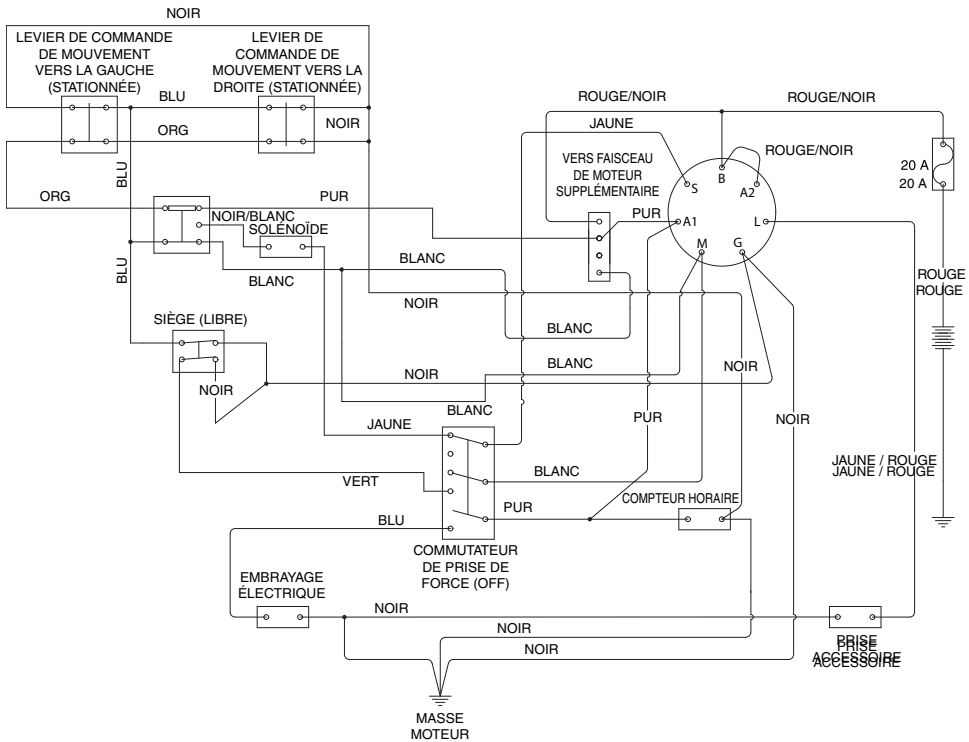 NOIR
LEVIER DE COMMANDE
DE MOUVEMENT
VERS LA GAUCHE
(STATIONNÉE)
LEVIER DE
COMMANDE DE
MOUVEMENT VERS LA
DROITE (STATIONNÉE)
BLU
NOIR
ORG
BLU
ORG
PUR
NOIR/BLANC
SOLÉNOÏDE
BLANC
BLANC
BLU
NOIR
SIÈGE (LIBRE)
NOIR
BLANC
BLANC
NOIR
BLANC
ROUGE/NOIR
ROUGE/NOIR
JAUNE
ROUGE/NOIR
VERS FAISCEAU
DE MOTEUR
SUPPLÉMENTAIRE
B
S
A2
PUR
A1
L
M
G
20 A
20 A
ROUGE
ROUGE
NOIR
NOIR
PUR
JAUNE
VERT
BLANC
PUR
BLU
COMPTEUR HORAIRE
JAUNE / ROUGE
JAUNE / ROUGE
COMMUTATEUR
DE PRISE DE
FORCE (OFF)
EMBRAYAGE
ÉLECTRIQUE
NOIR
NOIR
NOIR
PRISE
PRISE
ACCESSOIRE
ACCESSOIRE
MASSE
MOTEUR